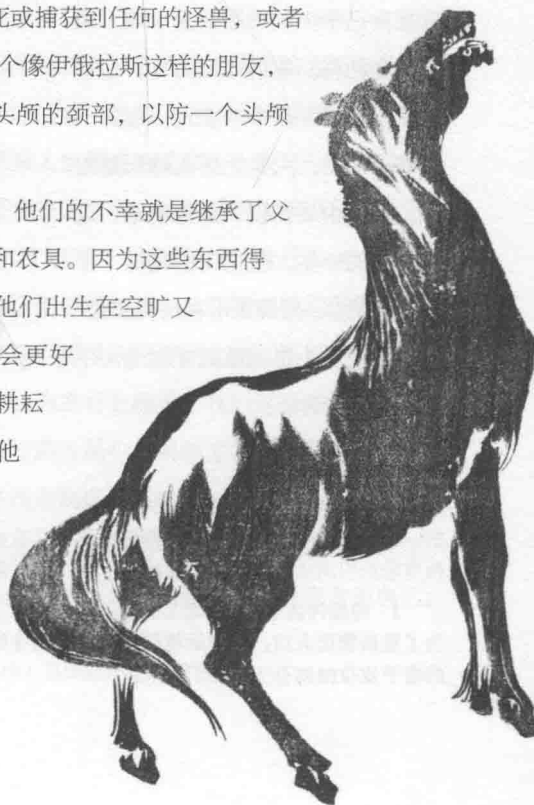 死或捕获到任何的怪兽，或者
个像伊俄拉斯这样的朋友，
头颅的颈部，以防一个头颅
他们的不幸就是继承了父
和农具。因为这些东西得
他们出生在空旷又
会更好
耕耘
他